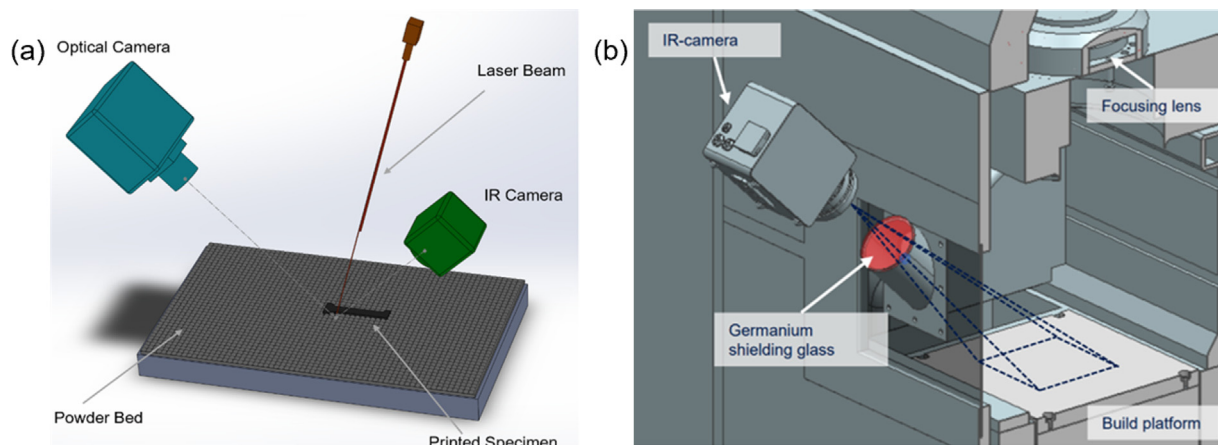 (a)
Optical Camera
Laser Beam
IR Camera
Powder Bed
Printed Specimen
(b)
IR-camera
Focusing lens
Germanium
shielding glass
Build platform